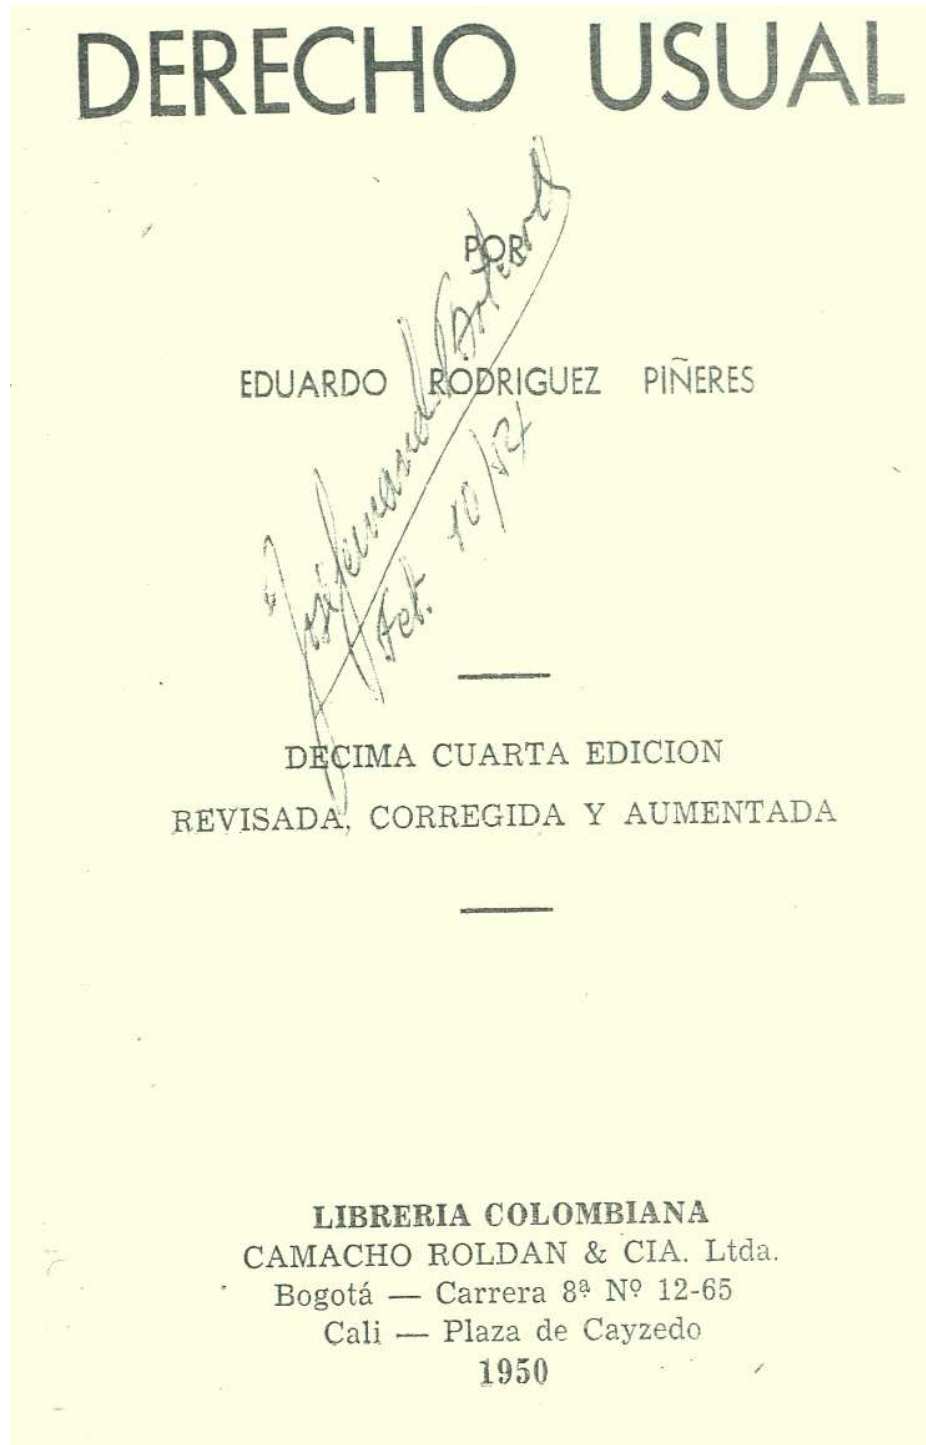 DERECHO USUAL
POR
EDUARDO RODRIGUEZ PIÑERES
DECIMA CUARTA EDICION
REVISADA, CORREGIDA Y AUMENTADA
LIBRERIA COLOMBIANA
CAMACHO ROLDAN & CIA. Ltda.
Bogotá — Carrera 8ª Nº 12-65
Cali — Plaza de Cayzedo
1950